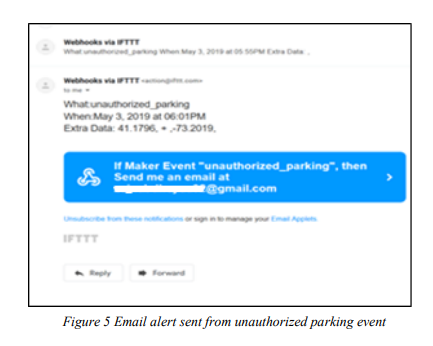 Webhooks via IFTTT
What:unauthorized_parking When:May 3, 2019 at 05:55PM Extra Data: ,
Webhooks via IFTTT <action@ifttt.com>
to me
What:unauthorized_parking
When:May 3, 2019 at 06:01PM
Extra Data: 41.1796, + ,-73.2019,
If Maker Event "unauthorized_parking", then
Send me an email at
@gmail.com
Unsubscribe from these notifications or sign in to manage your Email Applets.
IFTTT
Reply
Forward
Figure 5 Email alert sent from unauthorized parking event